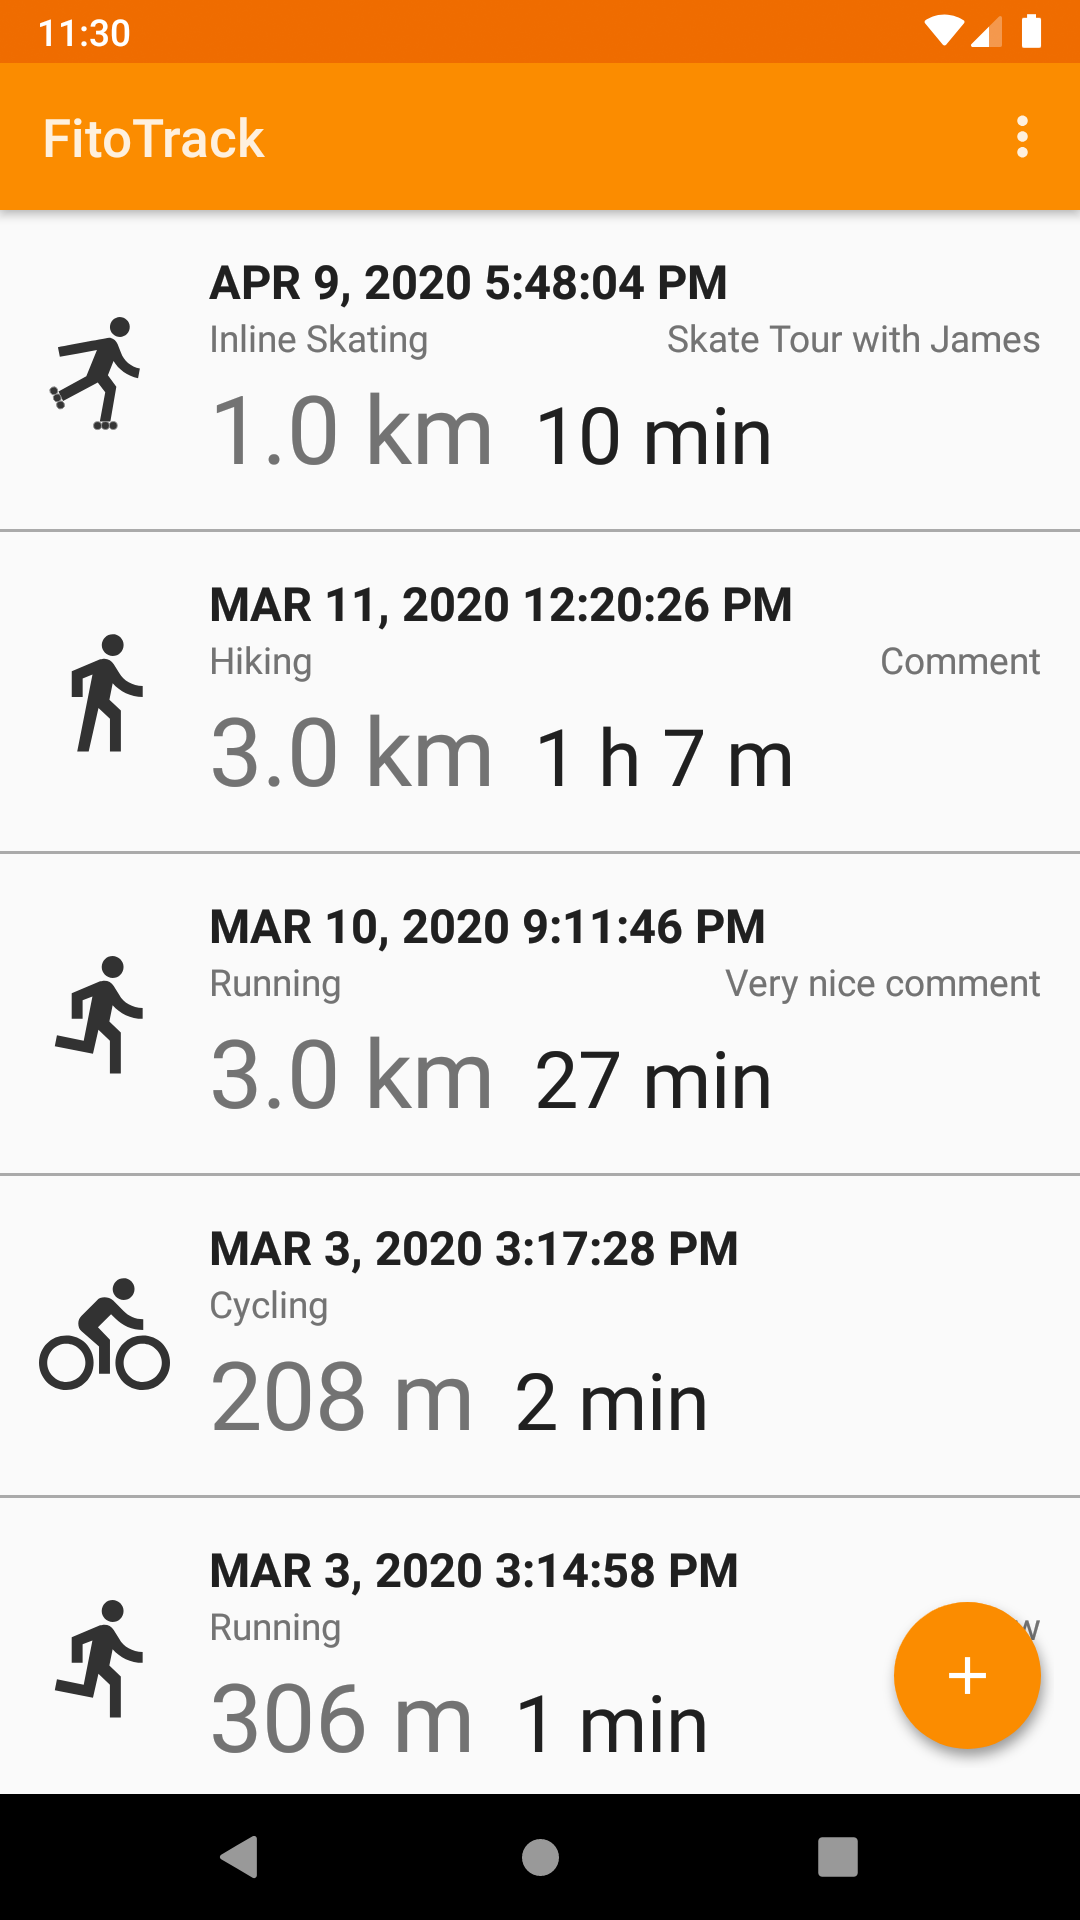 11:30
FitoTrack
APR 9, 2020 5:48:04 PM
Inline Skating Skate Tour with James
1.0 km 10 min
MAR 11, 2020 12:20:26 PM
Hiking Comment
3.0 km 1 h 7 m
MAR 10, 2020 9:11:46 PM
Running Very nice comment
3.0 km 27 min
MAR 3, 2020 3:17:28 PM
Cycling
208 m 2 min
MAR 3, 2020 3:14:58 PM
Running
306 m 1 min